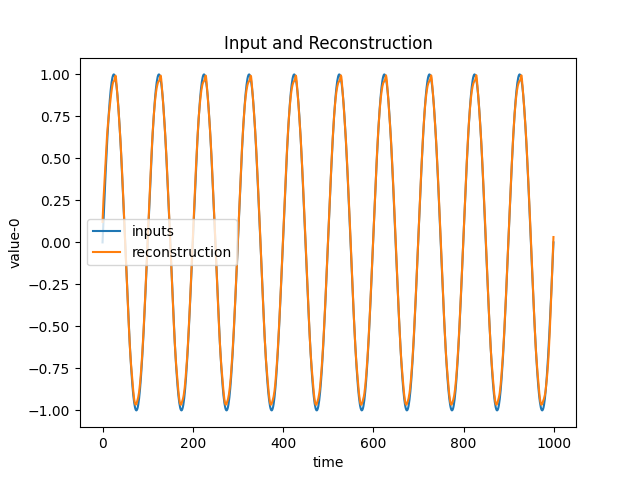 Input and Reconstruction
1.00
0.75
0.50
0.25
0.00
−0.25
−0.50
−0.75
−1.00
value-0
inputs
reconstruction
0 200 400 600 800 1000
time